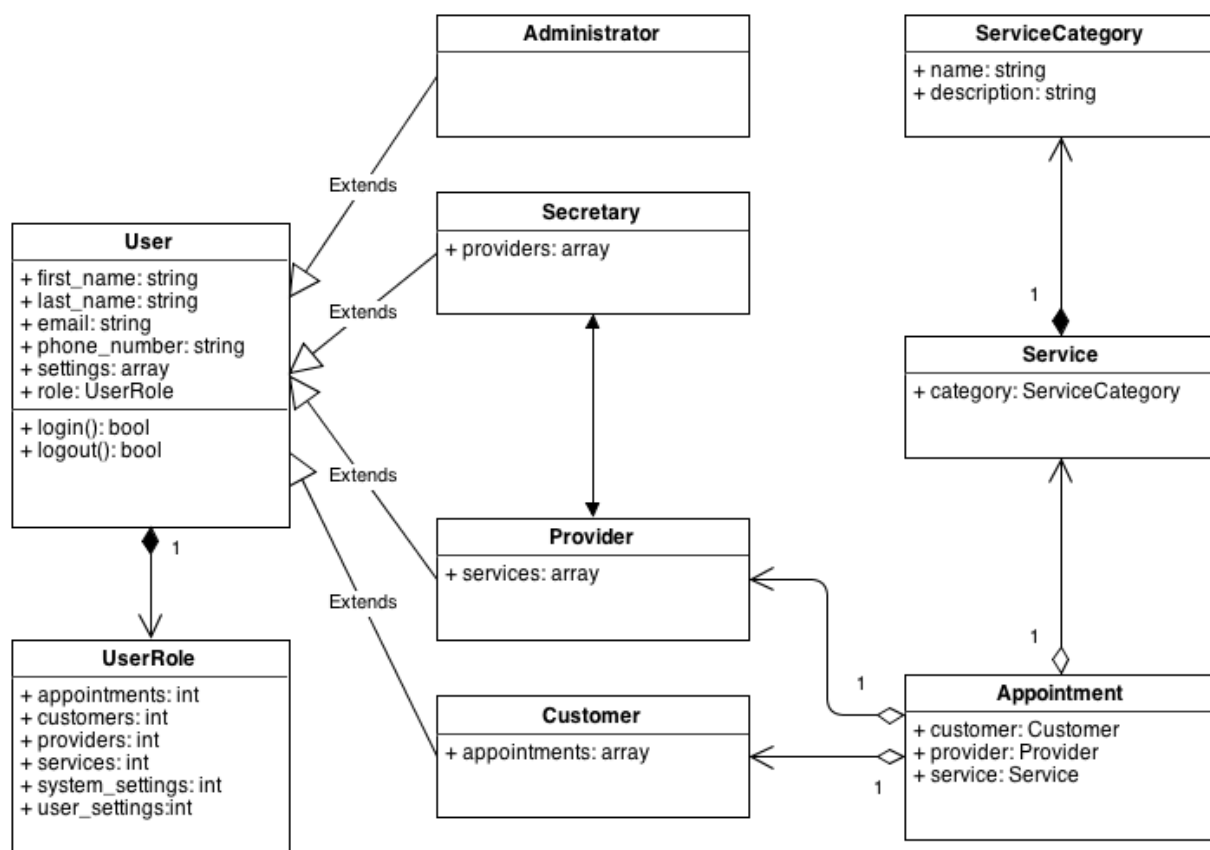 Administrator
ServiceCategory
+ name: string
+ description: string
Extends
Secretary
+ providers: array
User
+ first_name: string
+ last_name: string
+ email: string
+ phone_number: string
+ settings: array
+ role: UserRole
+ login(): bool
+ logout(): bool
Extends
1
Service
+ category: ServiceCategory
Extends
Provider
+ services: array
1
Extends
UserRole
+ appointments: int
+ customers: int
+ providers: int
+ services: int
+ system_settings: int
+ user_settings:int
Customer
+ appointments: array
1
1
1
Appointment
+ customer: Customer
+ provider: Provider
+ service: Service